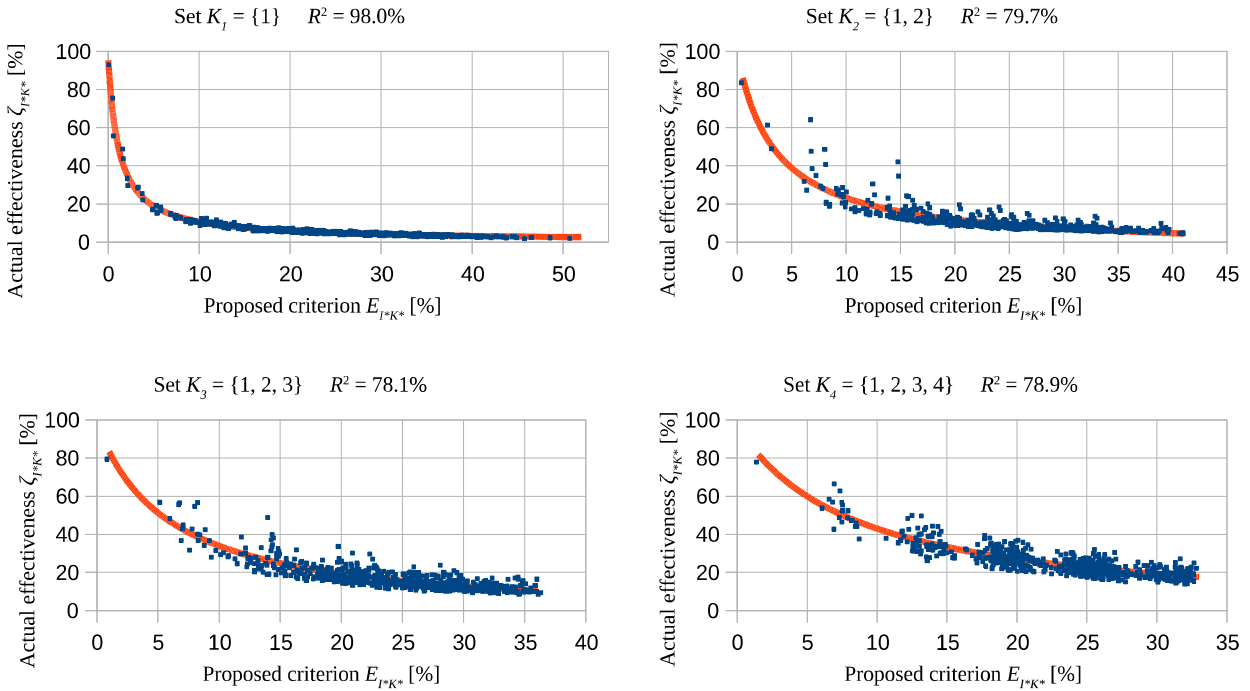 Set K1 = {1} R2 = 98.0%
Actual effectiveness ζI*K* [%]
100
80
60
40
20
0
0 10 20 30 40 50
Proposed criterion EI*K* [%]
Set K2 = {1, 2} R2 = 79.7%
Actual effectiveness ζI*K* [%]
100
80
60
40
20
0
0 5 10 15 20 25 30 35 40 45
Proposed criterion EI*K* [%]
Set K3 = {1, 2, 3} R2 = 78.1%
Actual effectiveness ζI*K* [%]
100
80
60
40
20
0
0 5 10 15 20 25 30 35 40
Proposed criterion EI*K* [%]
Set K4 = {1, 2, 3, 4} R2 = 78.9%
Actual effectiveness ζI*K* [%]
100
80
60
40
20
0
0 5 10 15 20 25 30 35
Proposed criterion EI*K* [%]